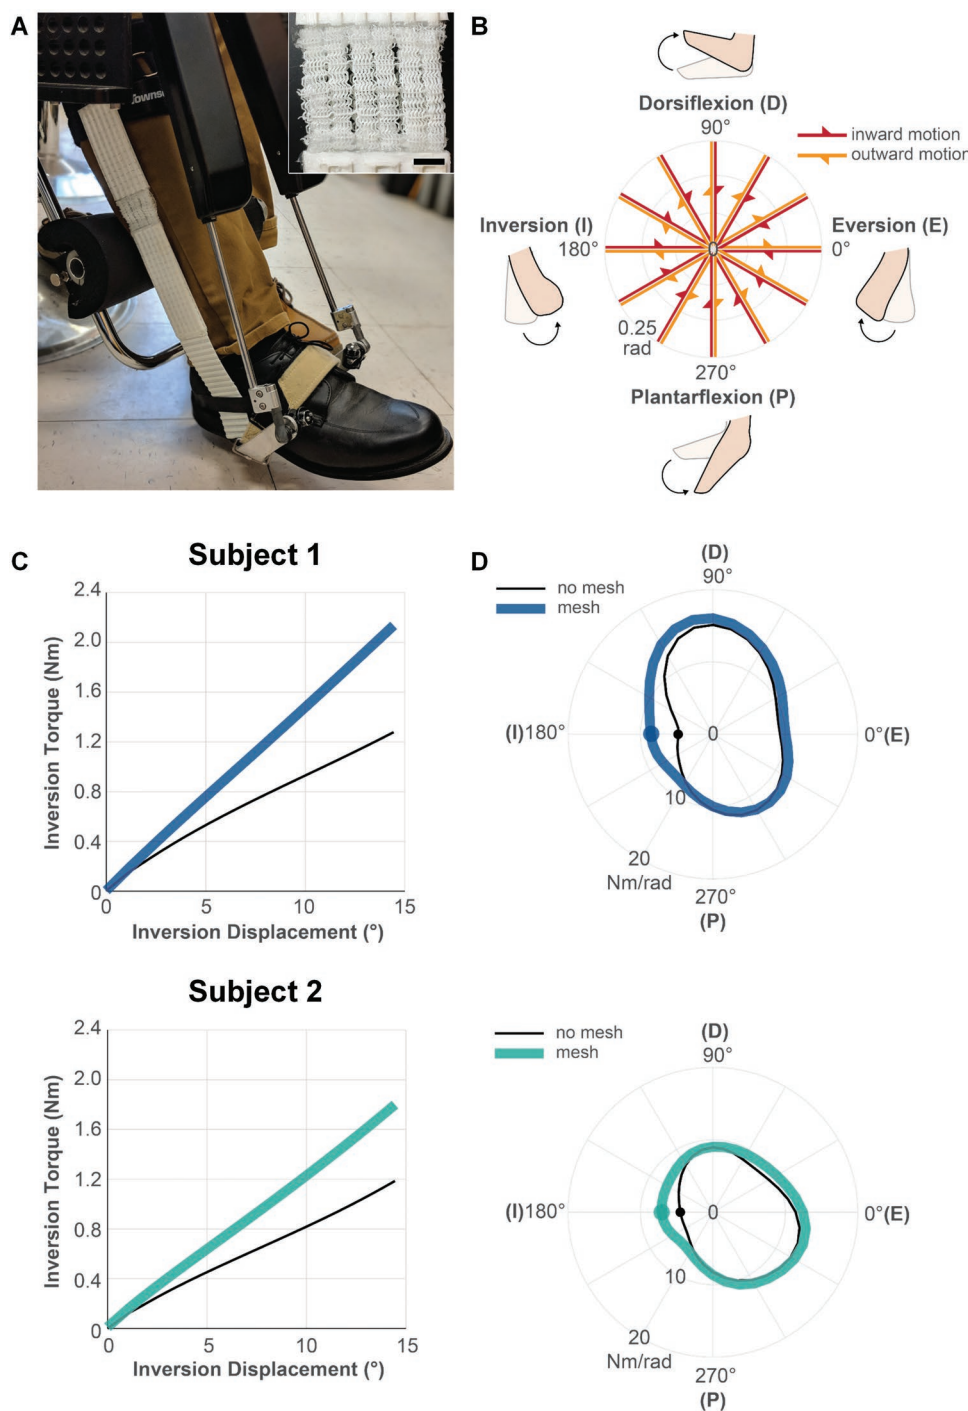 A
Townse
B
Dorsiflexion (D)
90°
inward motion
outward motion
Inversion (I)
180°
Eversion (E)
0°
0
0.25
rad
270°
Plantarflexion (P)
C
Subject 1
2.4
2.0
1.6
1.2
0.8
0.4
0
0
5
10
15
Inversion Torque (Nm)
Inversion Displacement (°)
D
no mesh
mesh
(D)
90°
(I)180°
0
0°(E)
10
20
Nm/rad
270°
(P)
Subject 2
2.4
2.0
1.6
1.2
0.8
0.4
0
0
5
10
15
Inversion Torque (Nm)
Inversion Displacement (°)
no mesh
mesh
(D)
90°
(I)180°
0
0°(E)
10
20
Nm/rad
270°
(P)